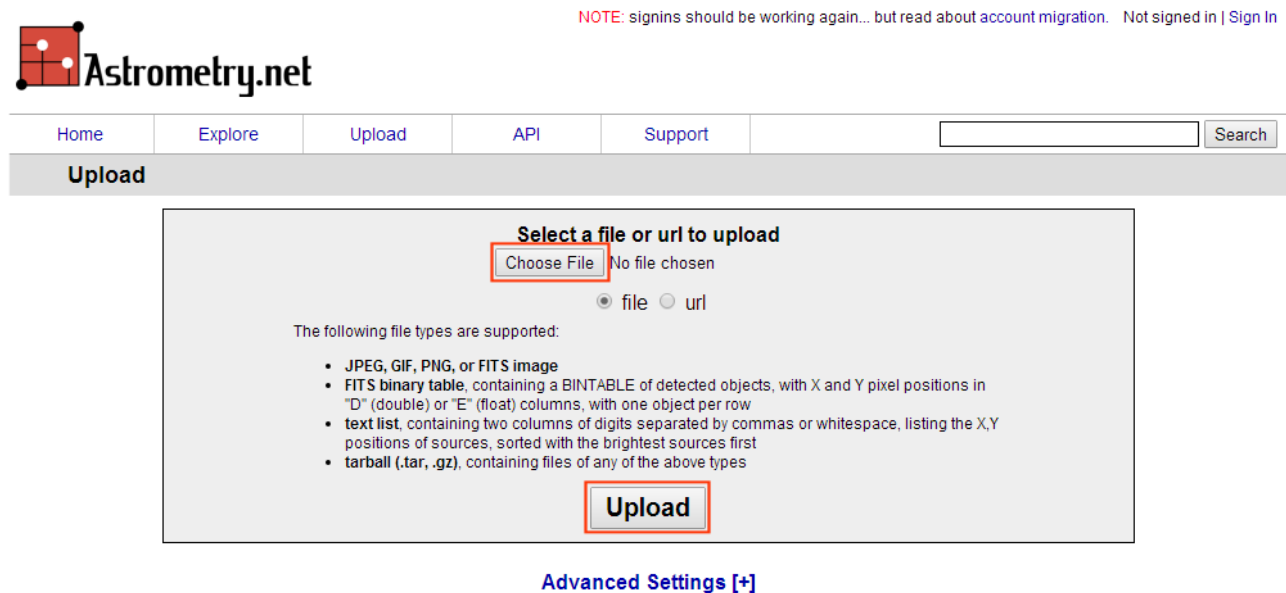 NOTE: signins should be working again... but read about account migration. Not signed in | Sign In
Astrometry.net
Home Explore Upload API Support Search
Upload
Select a file or url to upload
Choose File No file chosen
file url
The following file types are supported:
• JPEG, GIF, PNG, or FITS image
• FITS binary table, containing a BINTABLE of detected objects, with X and Y pixel positions in
"D" (double) or "E" (float) columns, with one object per row
• text list, containing two columns of digits separated by commas or whitespace, listing the X,Y
positions of sources, sorted with the brightest sources first
• tarball (.tar, .gz), containing files of any of the above types
Upload
Advanced Settings [+]